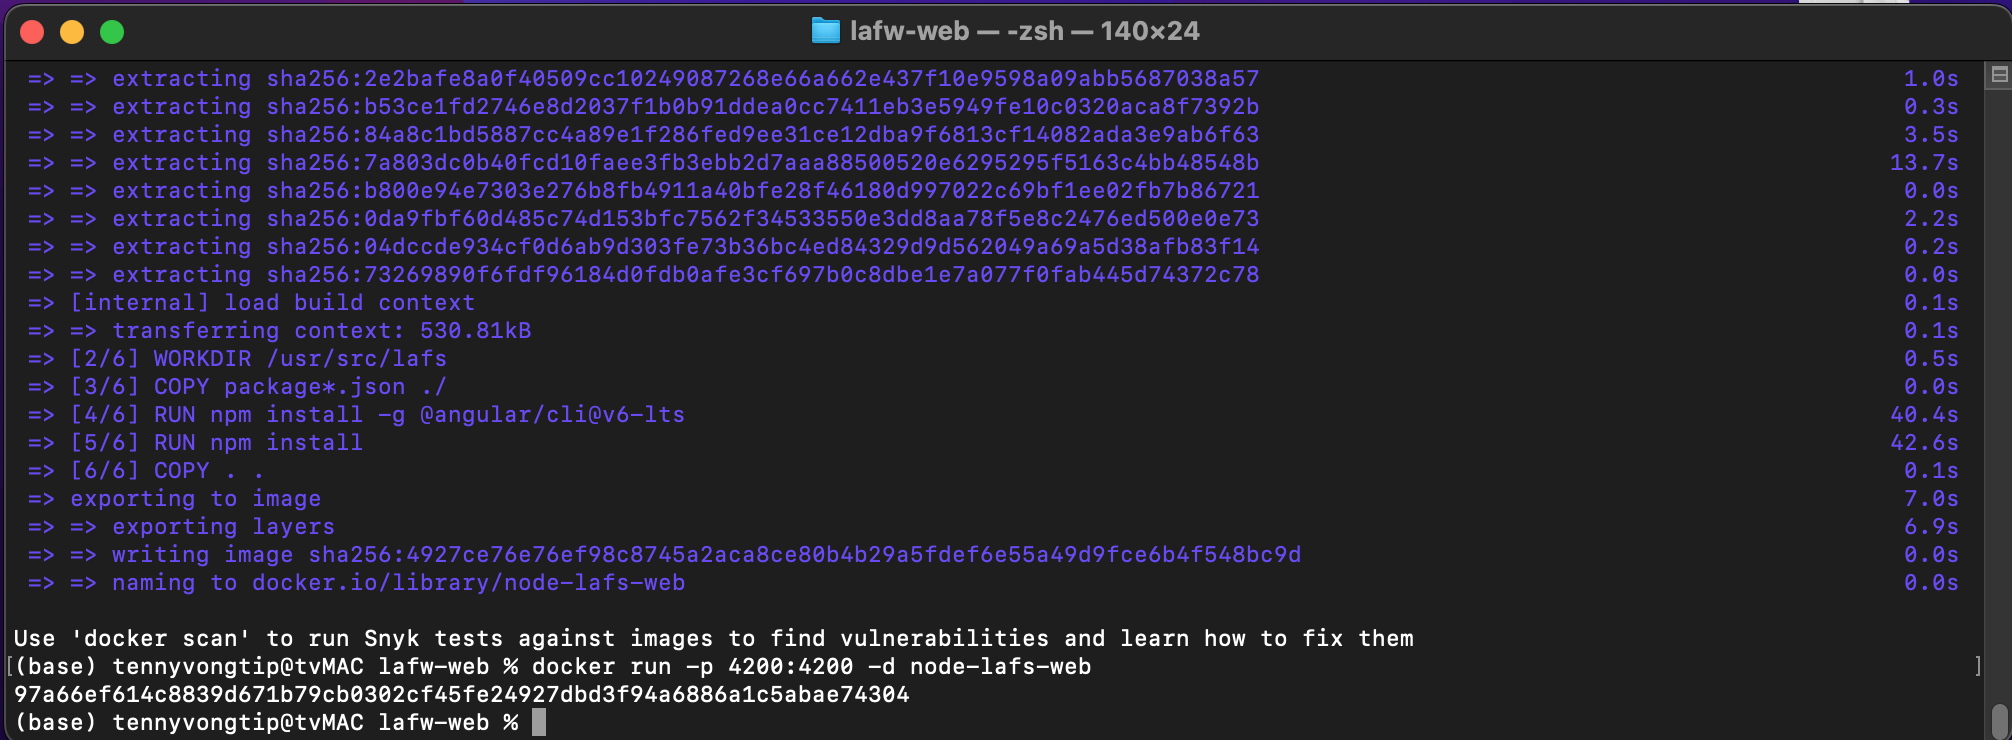 lafw-web — -zsh — 140×24
=> => extracting sha256:2e2bafe8a0f40509cc10249087268e66a662e437f10e9598a09abb5687038a57 1.0s
=> => extracting sha256:b53ce1fd2746e8d2037f1b0b91ddea0cc7411eb3e5949fe10c0320aca8f7392b 0.3s
=> => extracting sha256:84a8c1bd5887cc4a89e1f286fed9ee31ce12dba9f6813cf14082ada3e9ab6f63 3.5s
=> => extracting sha256:7a803dc0b40fcd10faee3fb3ebb2d7aaa88500520e6295295f5163c4bb48548b 13.7s
=> => extracting sha256:b800e94e7303e276b8fb4911a40bfe28f46180d997022c69bf1ee02fb7b86721 0.0s
=> => extracting sha256:0da9fbf60d485c74d153bfc7562f34533550e3dd8aa78f5e8c2476ed500e0e73 2.2s
=> => extracting sha256:04dccde934cf0d6ab9d303fe73b36bc4ed84329d9d562049a69a5d38afb83f14 0.2s
=> => extracting sha256:73269890f6fdf96184d0fdb0afe3cf697b0c8dbe1e7a077f0fab445d74372c78 0.0s
=> [internal] load build context 0.1s
=> => transferring context: 530.81kB 0.1s
=> [2/6] WORKDIR /usr/src/lafs 0.5s
=> [3/6] COPY package*.json ./ 0.0s
=> [4/6] RUN npm install -g @angular/cli@v6-lts 40.4s
=> [5/6] RUN npm install 42.6s
=> [6/6] COPY . . 0.1s
=> exporting to image 7.0s
=> => exporting layers 6.9s
=> => writing image sha256:4927ce76e76ef98c8745a2aca8ce80b4b29a5fdef6e55a49d9fce6b4f548bc9d 0.0s
=> => naming to docker.io/library/node-lafs-web 0.0s
Use 'docker scan' to run Snyk tests against images to find vulnerabilities and learn how to fix them
[(base) tennyvongtip@tvMAC lafw-web % docker run -p 4200:4200 -d node-lafs-web ]
97a66ef614c8839d671b79cb0302cf45fe24927dbd3f94a6886a1c5abae74304
(base) tennyvongtip@tvMAC lafw-web %